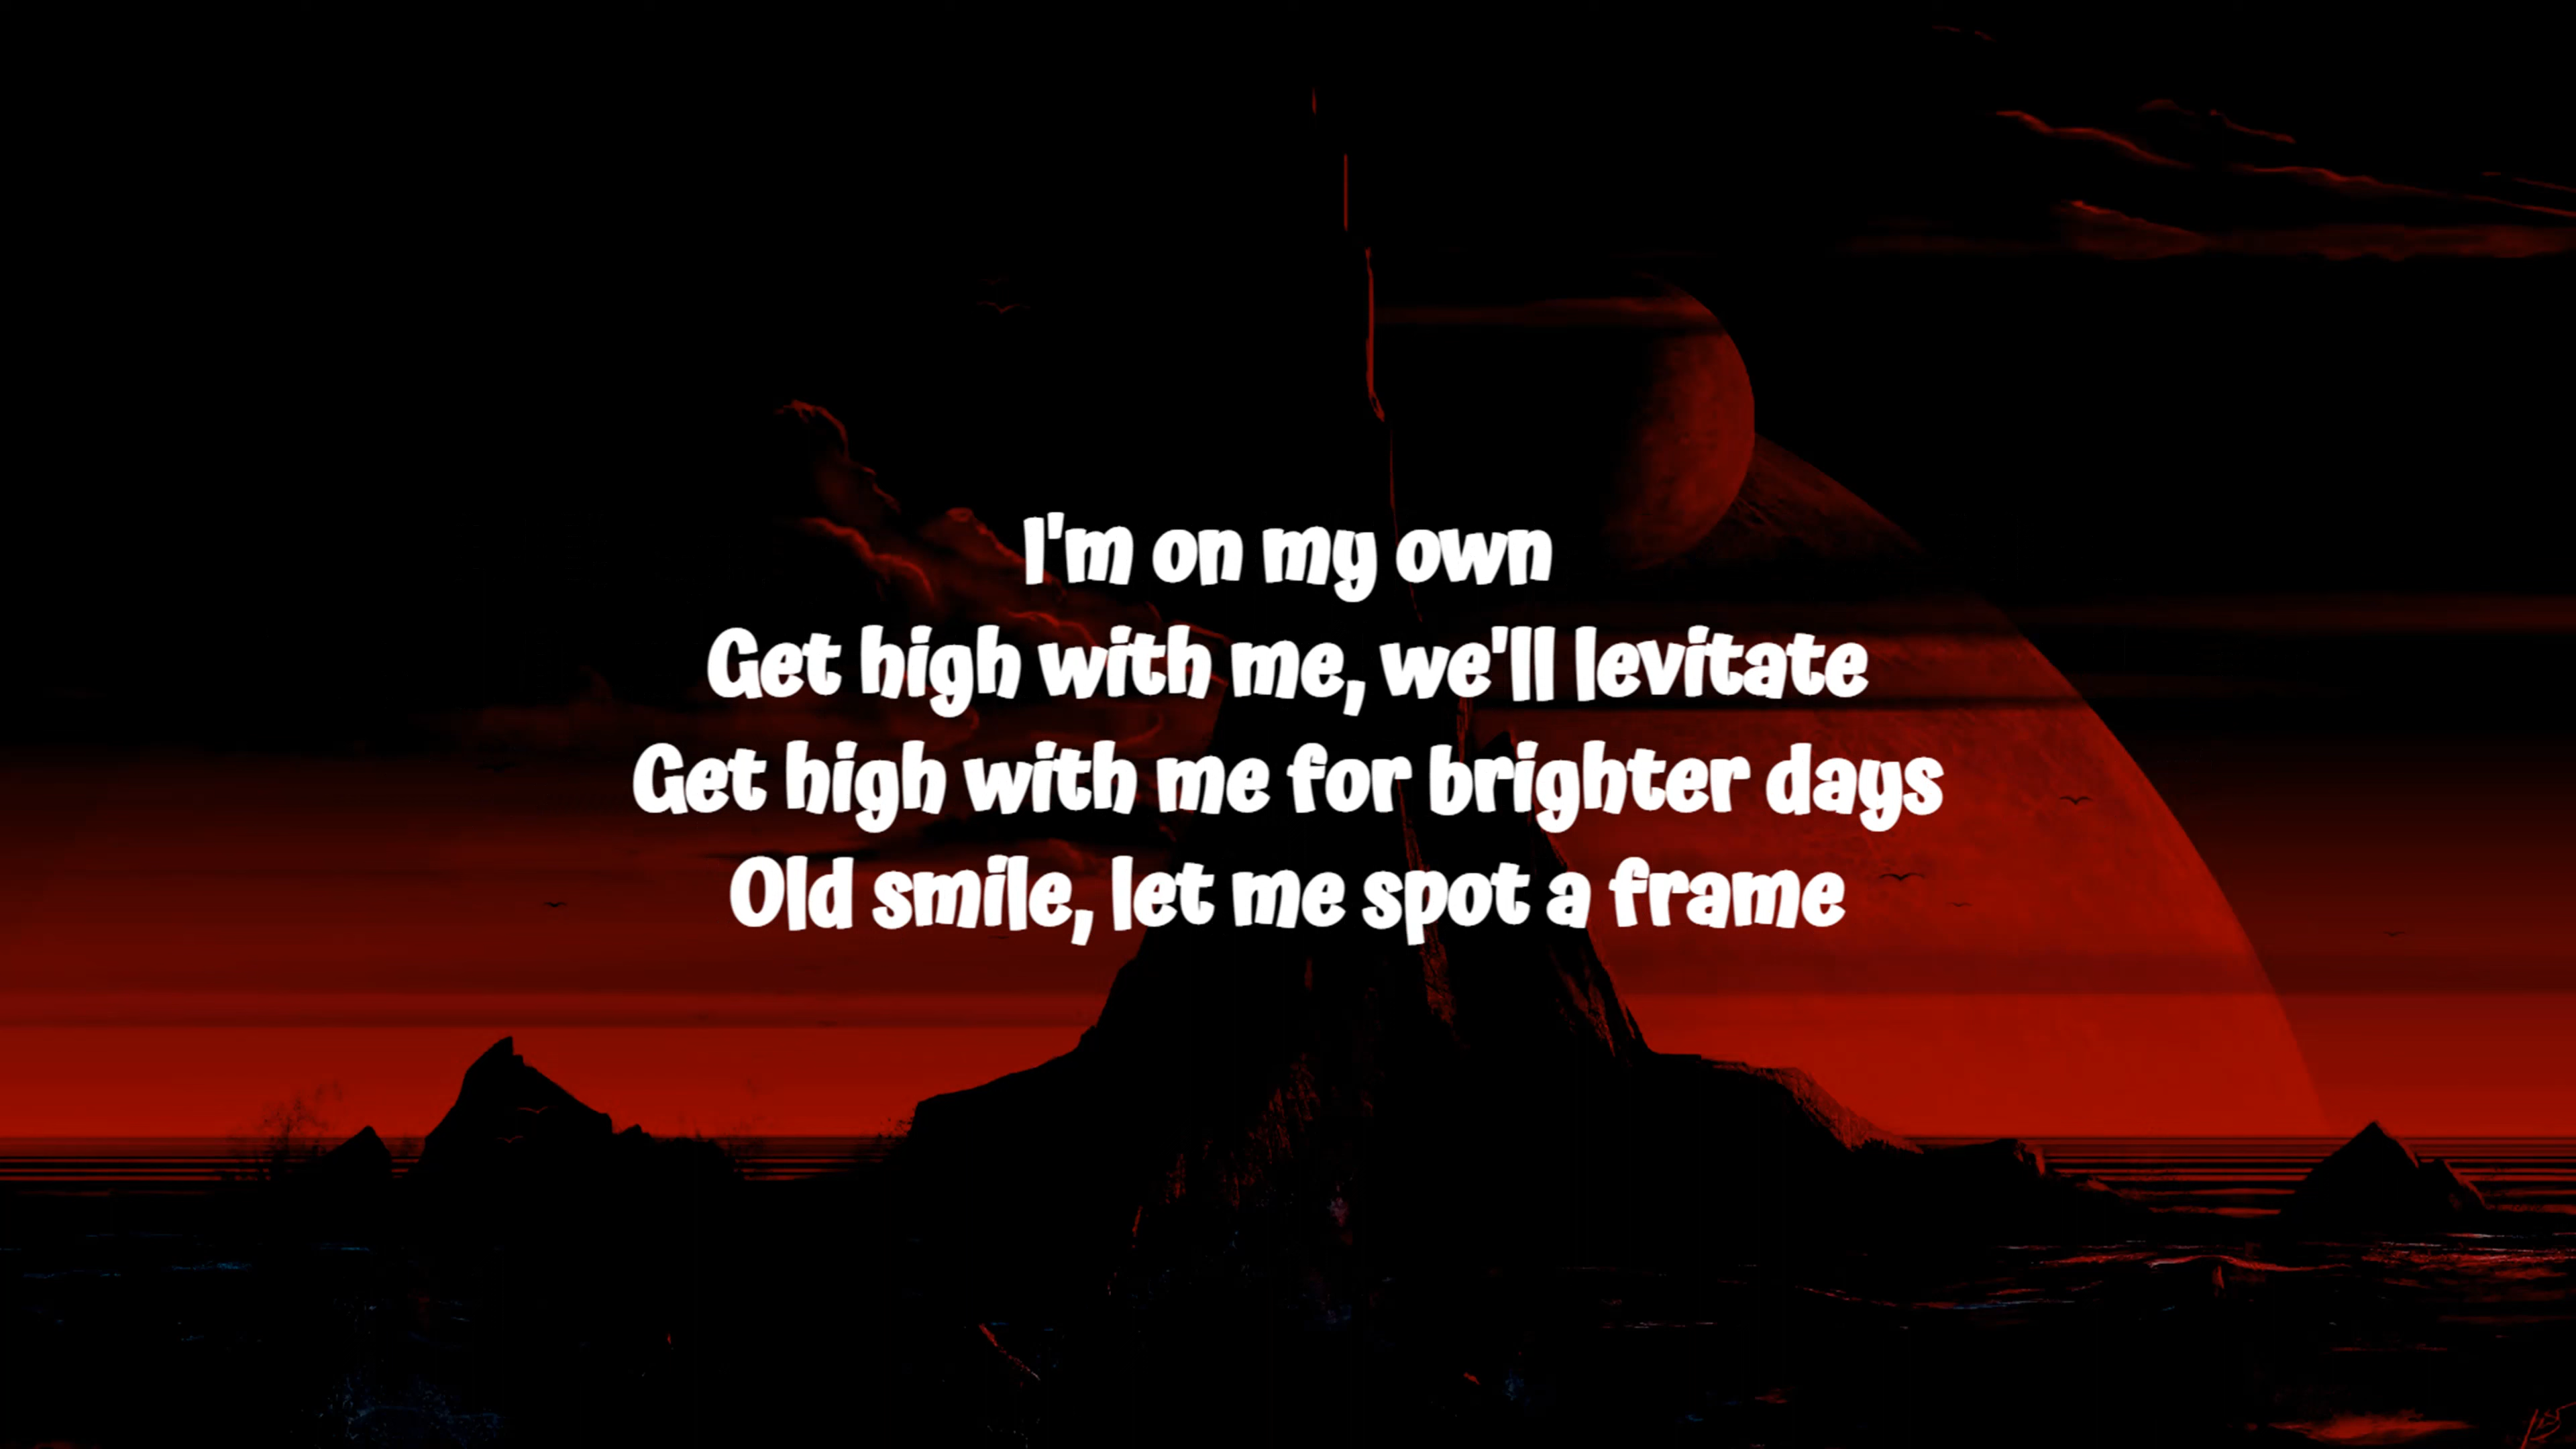 I'm on my own
Get high with me, we'll levitate
Get high with me for brighter days
Old smile, let me spot a frame